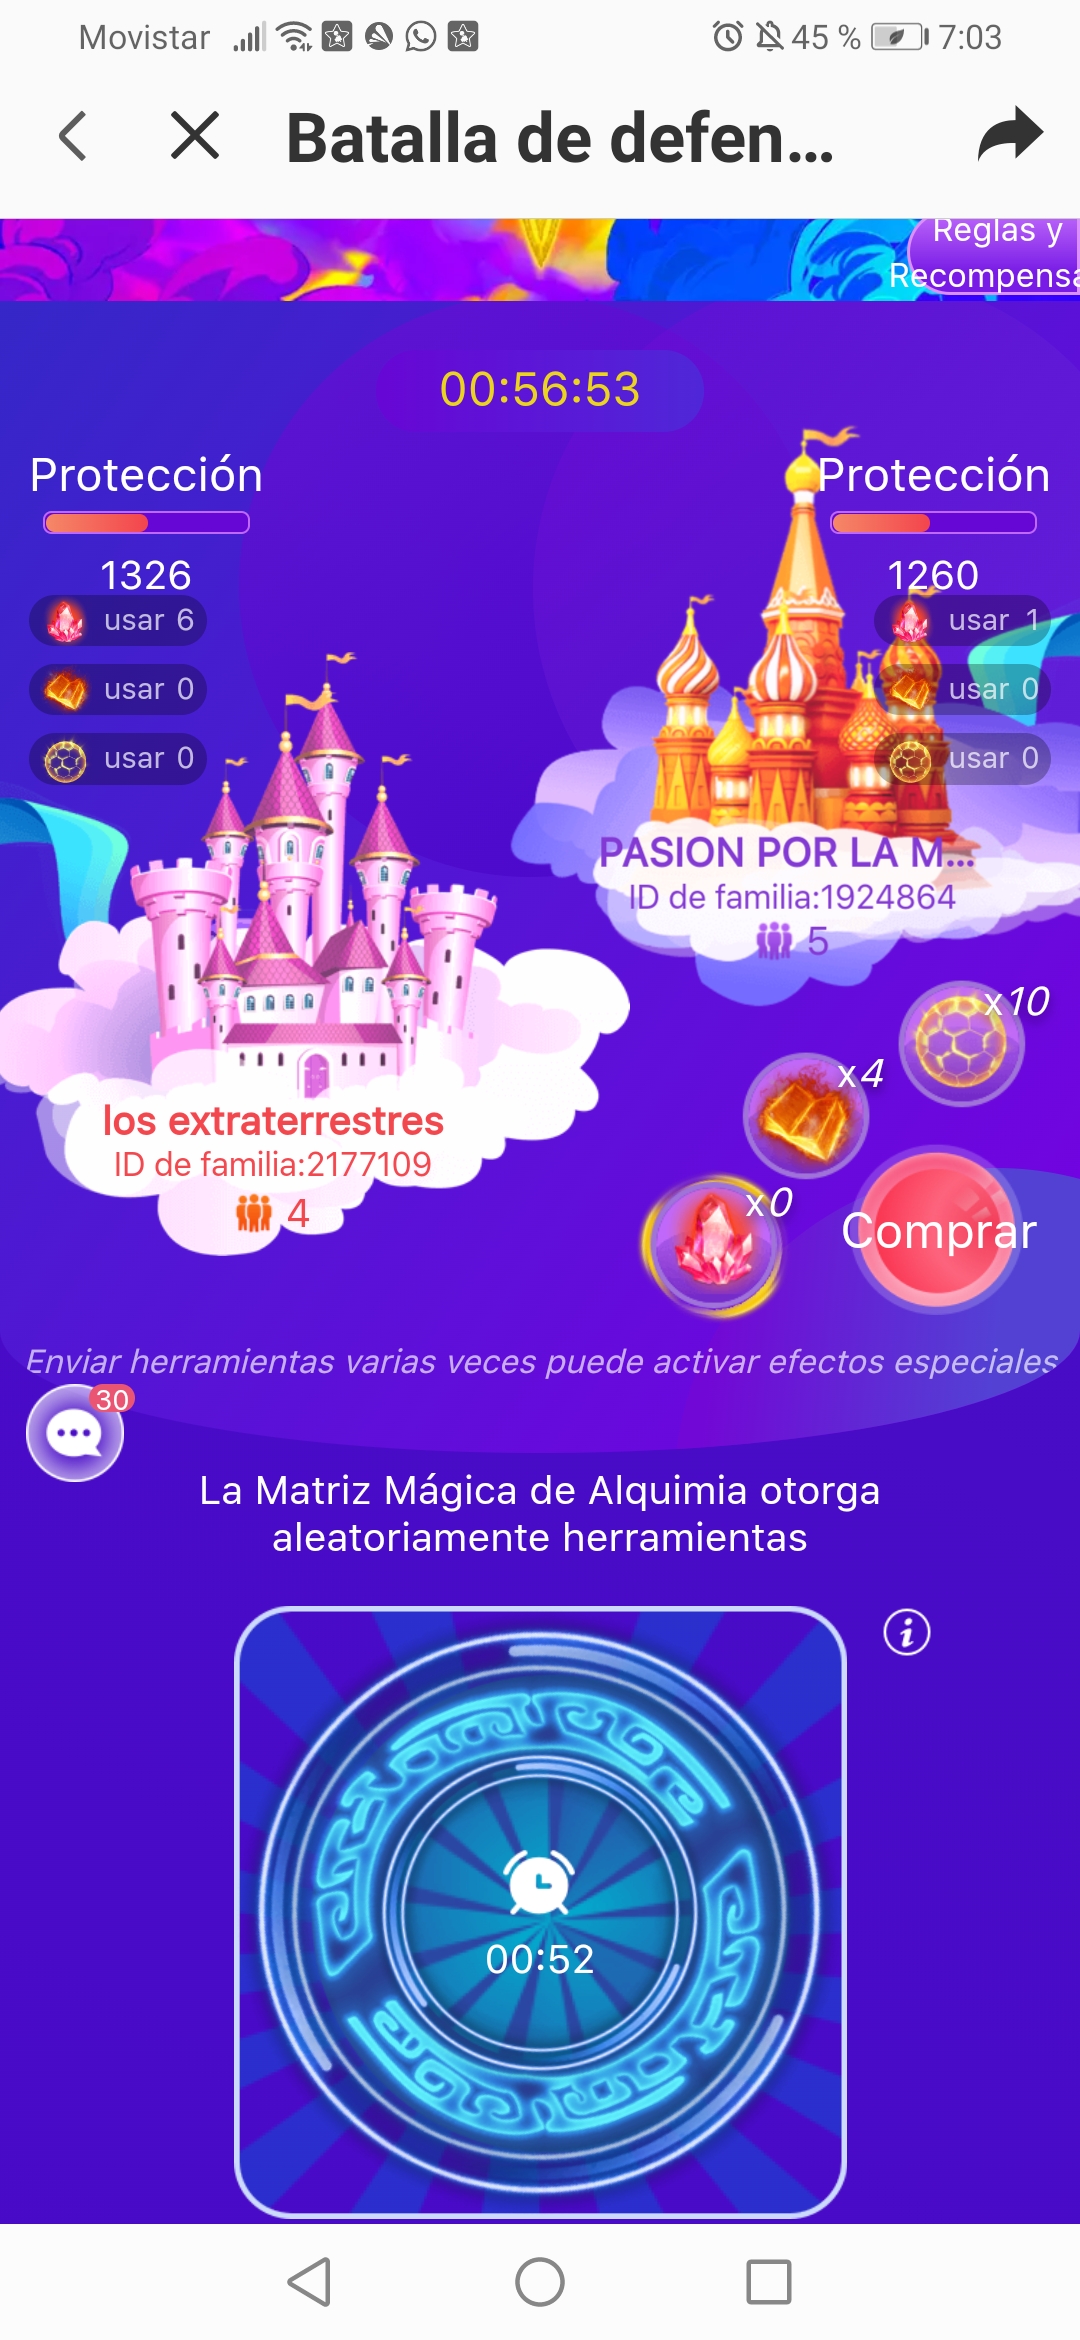 Movistar 45 % 7:03
Batalla de defen...
Reglas y
Recompensa
00:56:53
Protección
1326
usar 6
usar 0
usar 0
Protección
1260
usar 1
usar 0
usar 0
PASION POR LA M...
ID de familia:1924864
5
los extraterrestres
ID de familia:2177109
4
x10
x4
x0
Comprar
Enviar herramientas varias veces puede activar efectos especiales
30
La Matriz Mágica de Alquimia otorga
aleatoriamente herramientas
00:52